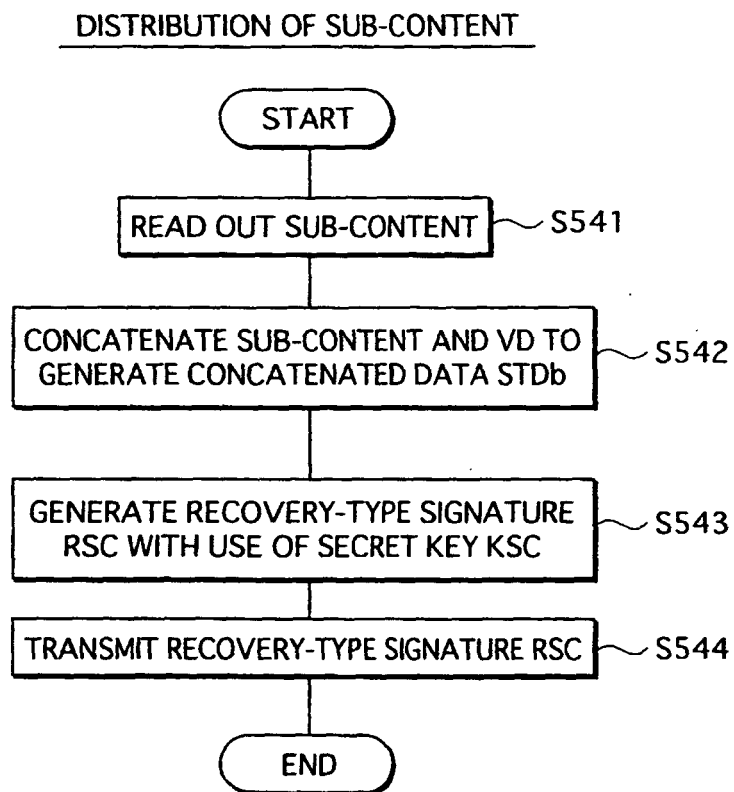 DISTRIBUTION OF SUB-CONTENT
START
READ OUT SUB-CONTENT
S541
CONCATENATE SUB-CONTENT AND VD TO
GENERATE CONCATENATED DATA STDb
S542
GENERATE RECOVERY-TYPE SIGNATURE
RSC WITH USE OF SECRET KEY KSC
S543
TRANSMIT RECOVERY-TYPE SIGNATURE RSC
S544
END